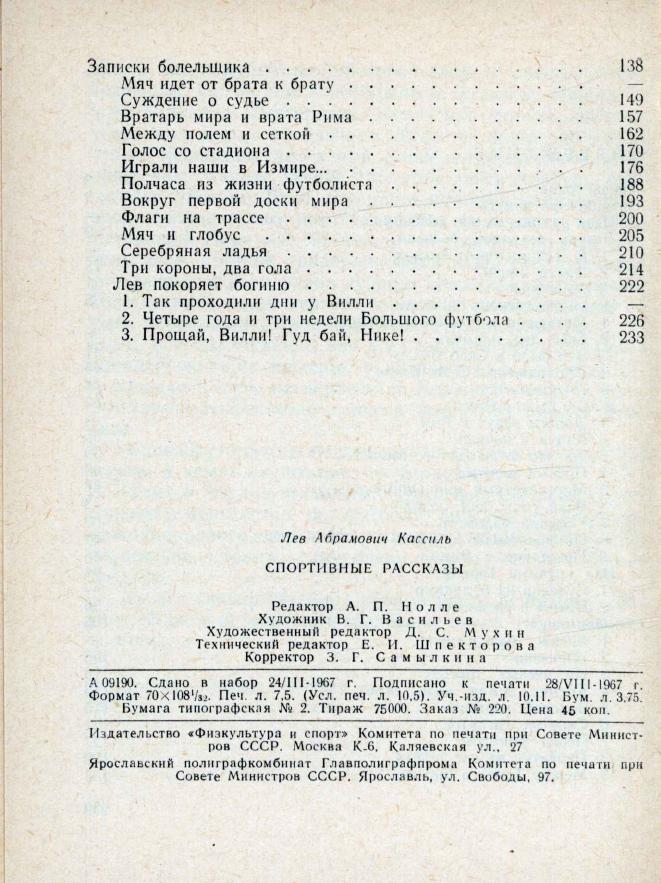 Записки болельщика . . . . . . . . . . . . . . . . 138
Мяч идет от брата к брату . . . . . . . . . . . . —
Суждение о судье . . . . . . . . . . . . . . . 149
Вратарь мира и врата Рима . . . . . . . . . . . 157
Между полем и сеткой . . . . . . . . . . . . . 162
Голос со стадиона . . . . . . . . . . . . . . . 170
Играли наши в Измире... . . . . . . . . . . . . 176
Полчаса из жизни футболиста . . . . . . . . . . 188
Вокруг первой доски мира . . . . . . . . . . . 193
Флаги на трассе . . . . . . . . . . . . . . . 200
Мяч и глобус . . . . . . . . . . . . . . . . 205
Серебряная ладья . . . . . . . . . . . . . . . 210
Три короны, два гола . . . . . . . . . . . . . 214
Лев покоряет богиню . . . . . . . . . . . . . . 222
1. Так проходили дни у Вилли . . . . . . . . . . —
2. Четыре года и три недели Большого футбола . . . . 226
3. Прощай, Вилли! Гуд бай, Нике! . . . . . . . . . 233
Лев Абрамович Кассиль
СПОРТИВНЫЕ РАССКАЗЫ
Редактор А. П. Нолле
Художник В. Г. Васильев
Художественный редактор Д. С. Мухин
Технический редактор Е. И. Шпекторова
Корректор З. Г. Самылкина
А 09190. Сдано в набор 24/III-1967 г. Подписано к печати 28/VIII-1967 г.
Формат 70×108¹/₃₂. Печ. л. 7,5. (Усл. печ. л. 10,5). Уч.-изд. л. 10,11. Бум. л. 3,75.
Бумага типографская № 2. Тираж 75000. Заказ № 220. Цена 45 коп.
Издательство «Физкультура и спорт» Комитета по печати при Совете Минист-
ров СССР. Москва К-6, Каляевская ул., 27
Ярославский полиграфкомбинат Главполиграфпрома Комитета по печати при
Совете Министров СССР. Ярославль, ул. Свободы, 97.